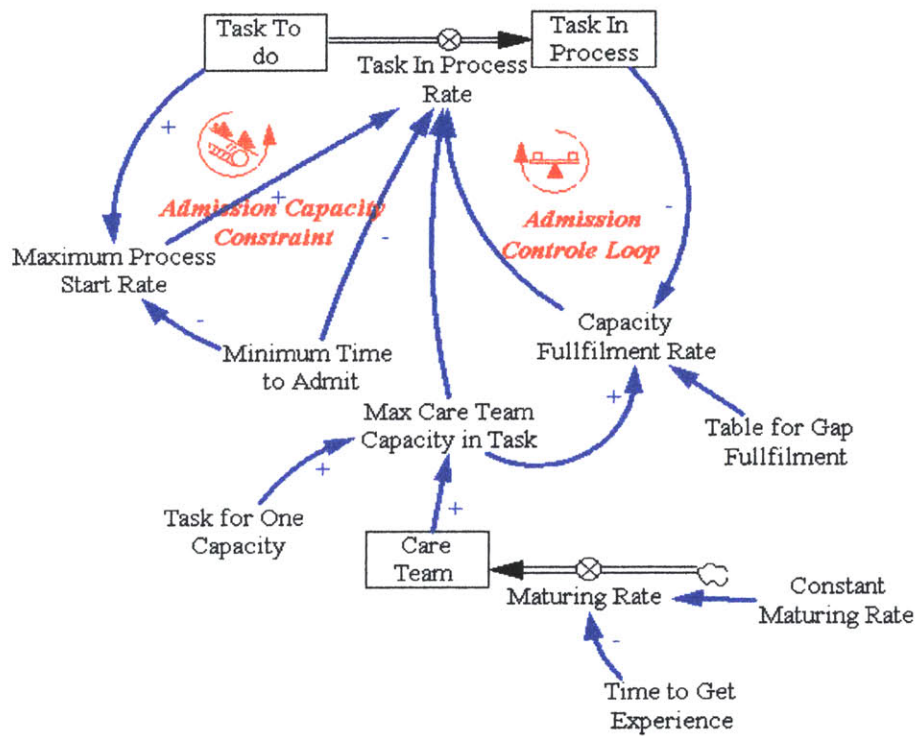 Task To
do
Task In
Process
Task In Process
Rate
+
+
Admission Capacity
Constraint
-
Admission
Controle Loop
-
Maximum Process
Start Rate
-
Minimum Time
to Admit
Capacity
Fullfilment Rate
+
Max Care Team
Capacity in Task
Table for Gap
Fullfilment
+
Task for One
Capacity
+
Care
Team
Maturing Rate
Constant
Maturing Rate
-
Time to Get
Experience